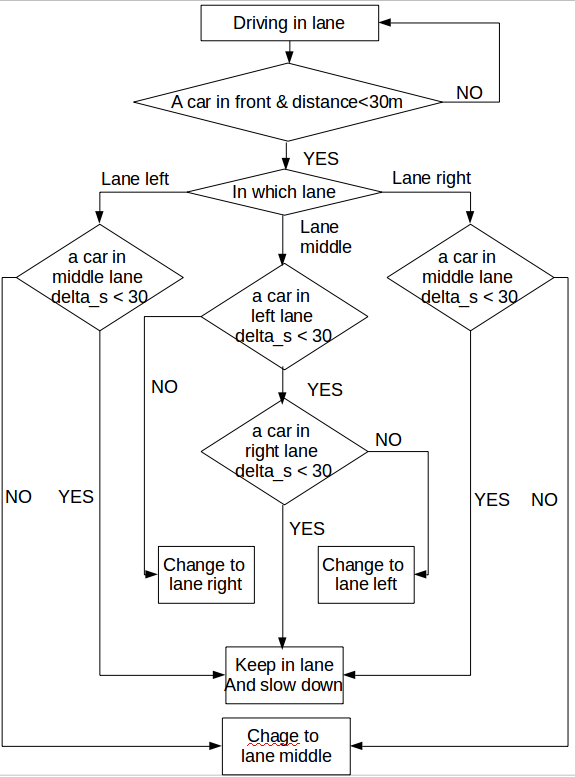 Driving in lane
A car in front & distance<30m
NO
YES
Lane left
In which lane
Lane right
Lane
middle
a car in
middle lane
delta_s < 30
a car in
left lane
delta_s < 30
a car in
middle lane
delta_s < 30
NO
YES
a car in
right lane
delta_s < 30
NO
NO
YES
YES
NO
YES
Change to
lane right
Change to
lane left
Keep in lane
And slow down
Chage to
lane middle